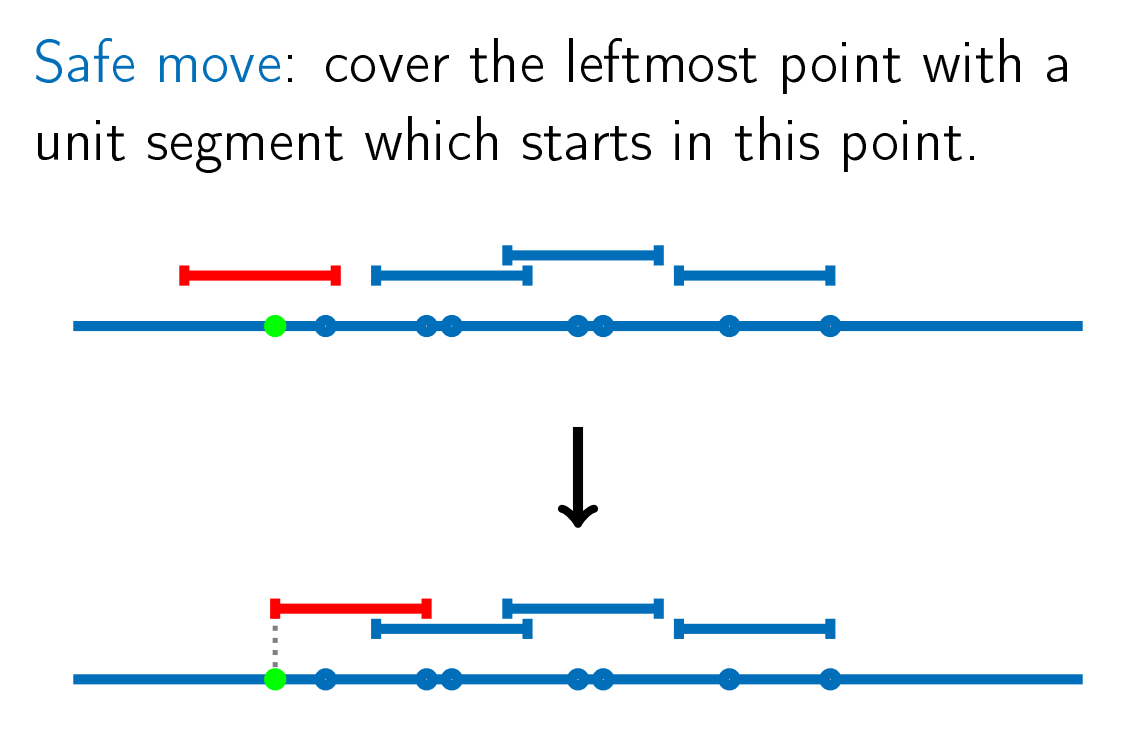 Safe move: cover the leftmost point with a
unit segment which starts in this point.